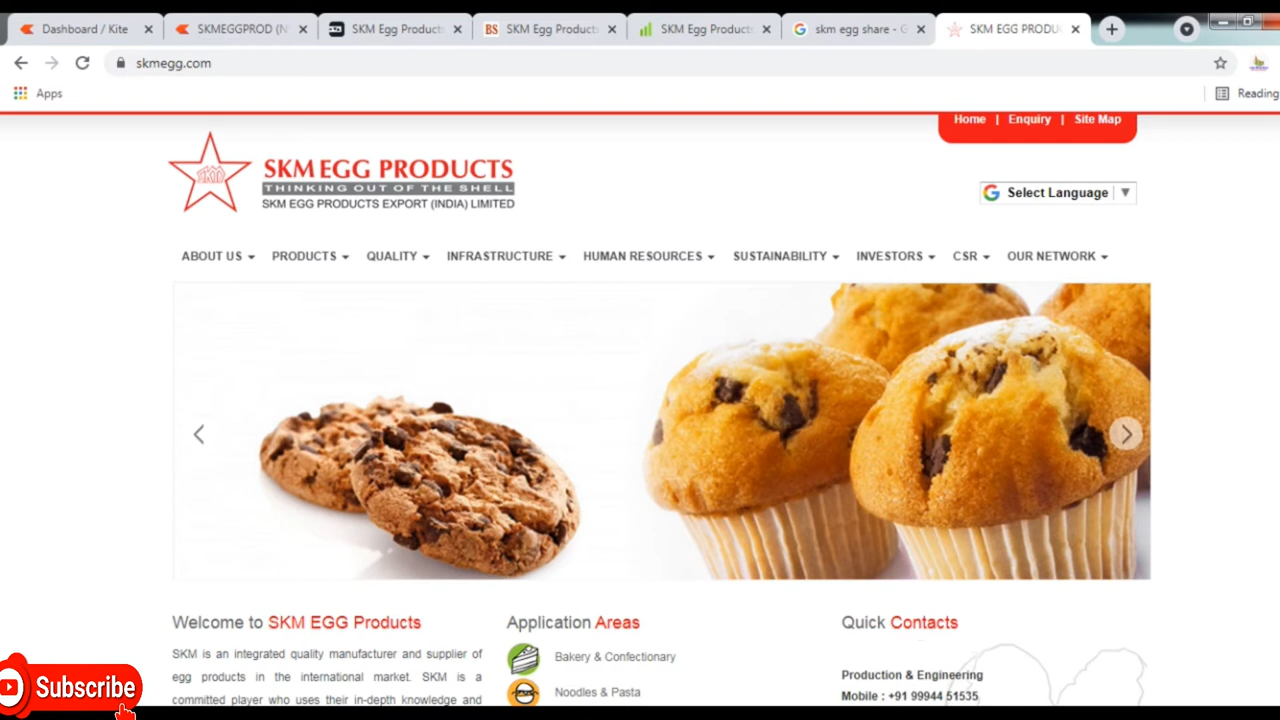 Dashboard / Kite
SKMEGGPROD (N
SKM Egg Product
BS SKM Egg Product
SKM Egg Product
skm egg share - G
SKM EGG PRODU
skmegg.com
Apps
Reading
Home | Enquiry | Site Map
SKM EGG PRODUCTS
THINKING OUT OF THE SHELL
SKM EGG PRODUCTS EXPORT (INDIA) LIMITED
G Select Language ▼
ABOUT US PRODUCTS QUALITY INFRASTRUCTURE HUMAN RESOURCES SUSTAINABILITY INVESTORS CSR OUR NETWORK
Welcome to SKM EGG Products
SKM is an integrated quality manufacturer and supplier of
egg products in the international market. SKM is a
committed player who uses their in-depth knowledge and
Application Areas
Bakery & Confectionary
Noodles & Pasta
Quick Contacts
Production & Engineering
Mobile : +91 99944 51535
Subscribe